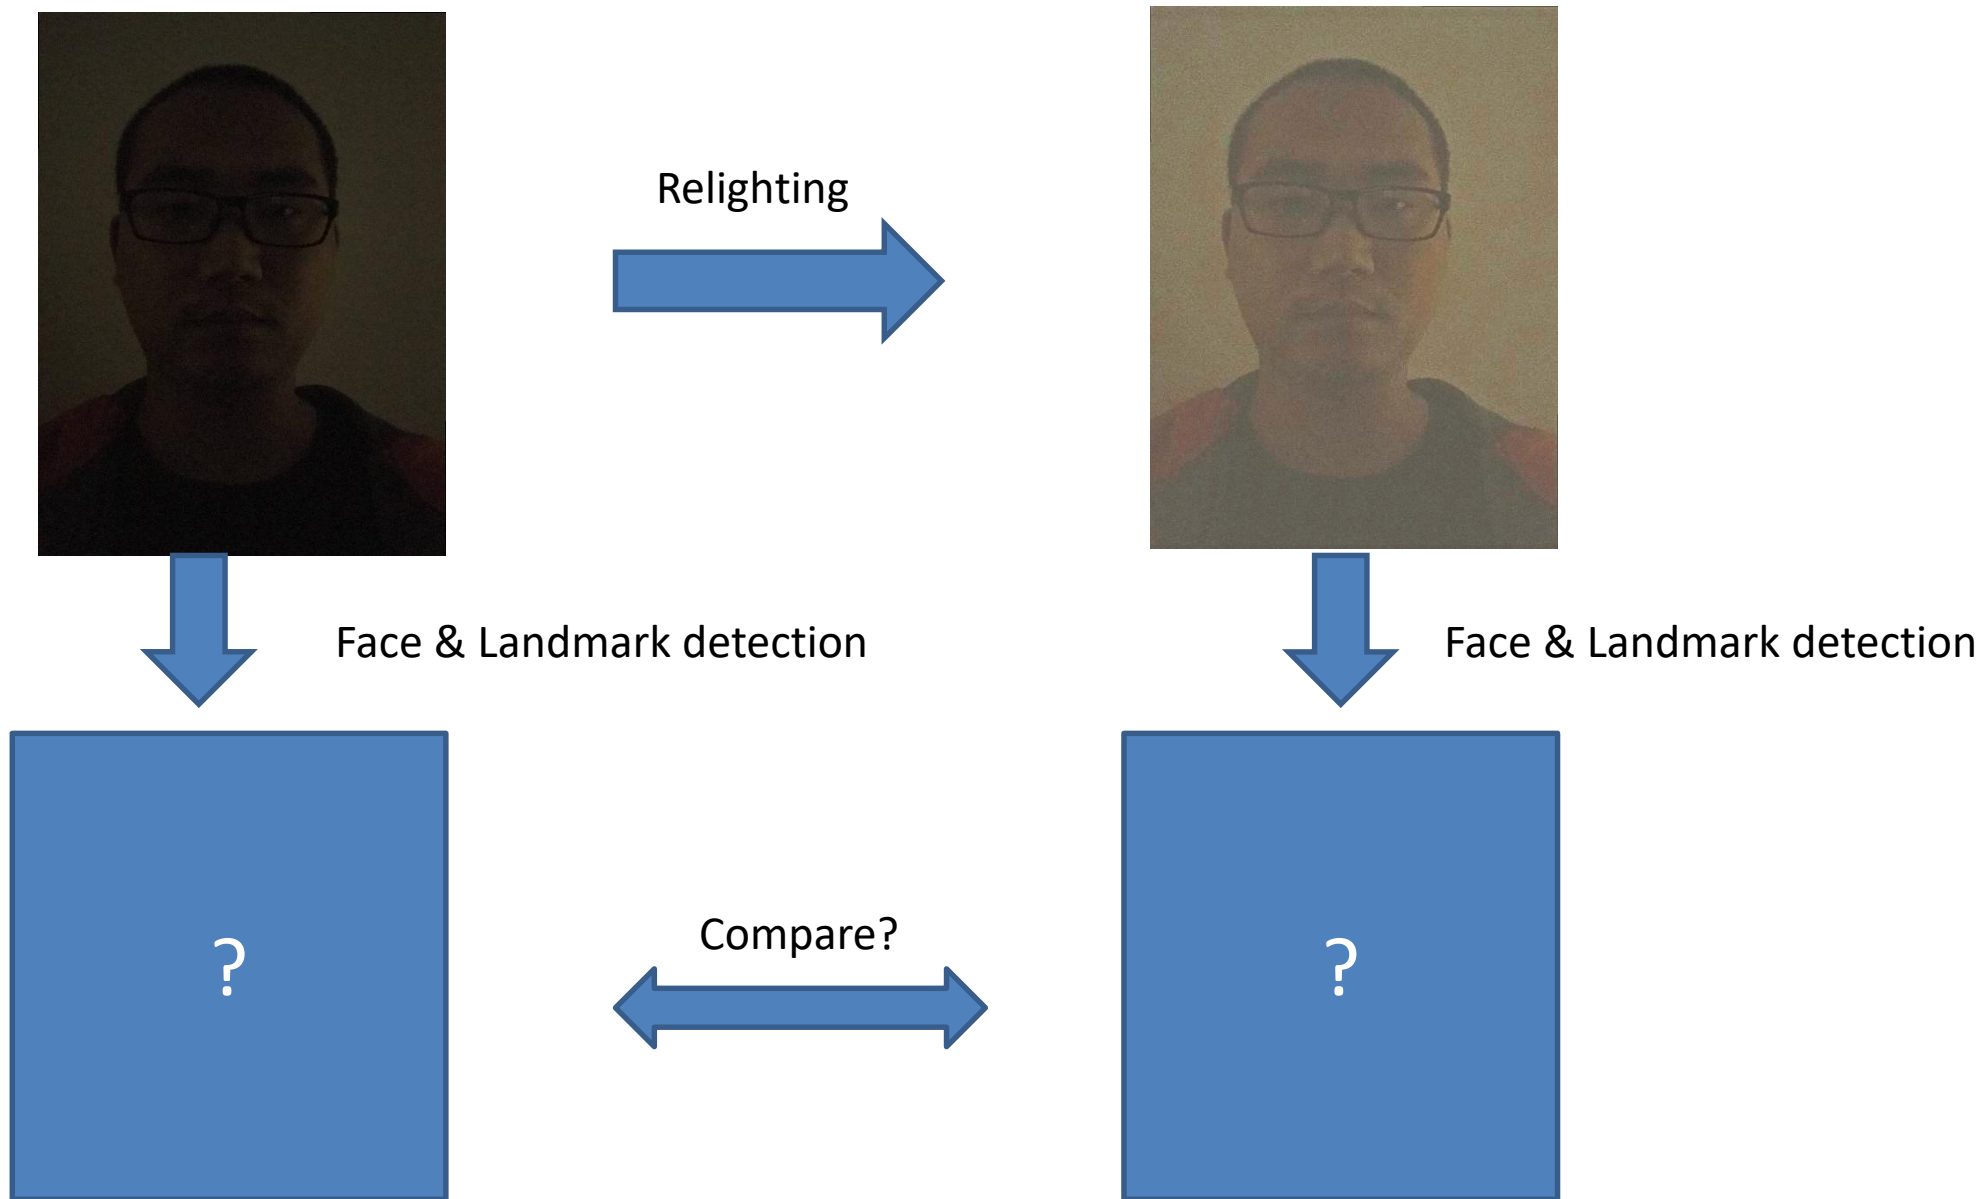 Relighting
Face & Landmark detection
Face & Landmark detection
?
Compare?
?